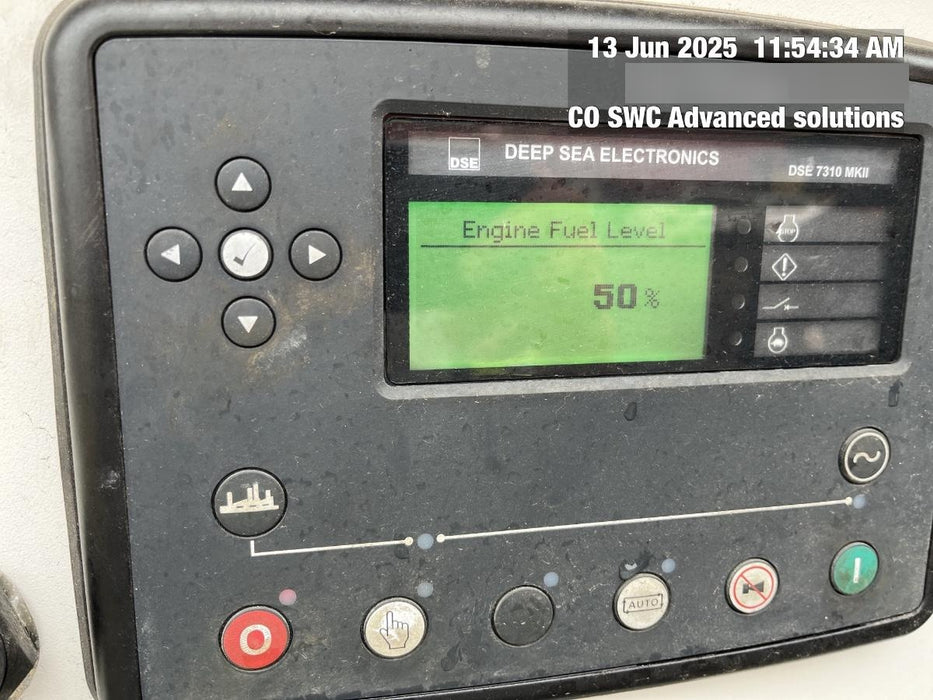 13 Jun 2025 11:54:34 AM
CO SWC Advanced solutions
DSE
DEEP SEA ELECTRONICS
DSE 7310 MKII
Engine Fuel Level
50 %
STOP
AUTO